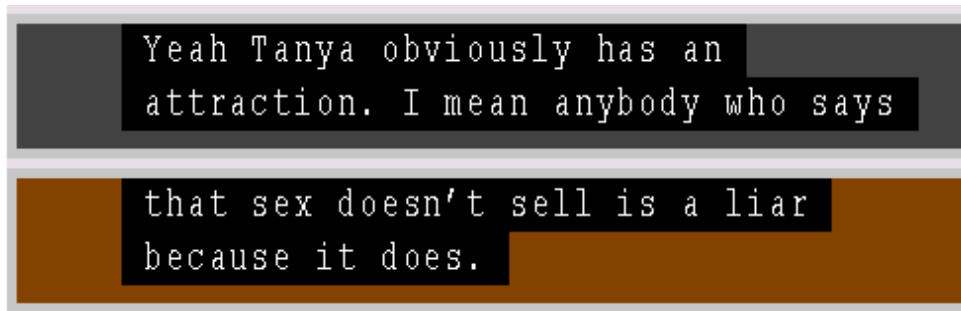 Yeah Tanya obviously has an
attraction. I mean anybody who says
that sex doesn't sell is a liar
because it does.